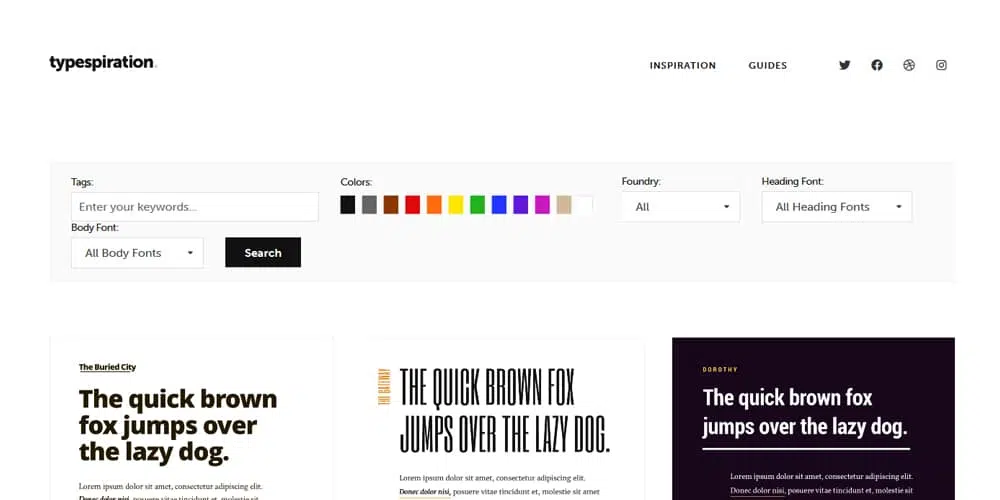 typespiration.
INSPIRATION
GUIDES
Tags:
Enter your keywords...
Colors:
Foundry:
All
Heading Font:
All Heading Fonts
Body Font:
All Body Fonts
Search
The Buried City
The quick brown
fox jumps over
the lazy dog.
Lorem ipsum dolor sit amet, consectetur adipiscing elit.
Donec dolor nisi, posuere vitae tincidunt et, molestie sit
THE QUICK BROWN FOX
JUMPS OVER THE LAZY DOG.
Lorem ipsum dolor sit amet, consectetur adipiscing elit.
Donec dolor nisi, posuere vitae tincidunt et, molestie sit amet
DOROTHY
The quick brown fox
jumps over the lazy dog.
Lorem ipsum dolor sit amet, consectetur adipiscing elit.
Donec dolor nisi, posuere vitae tincidunt et, molestie sit